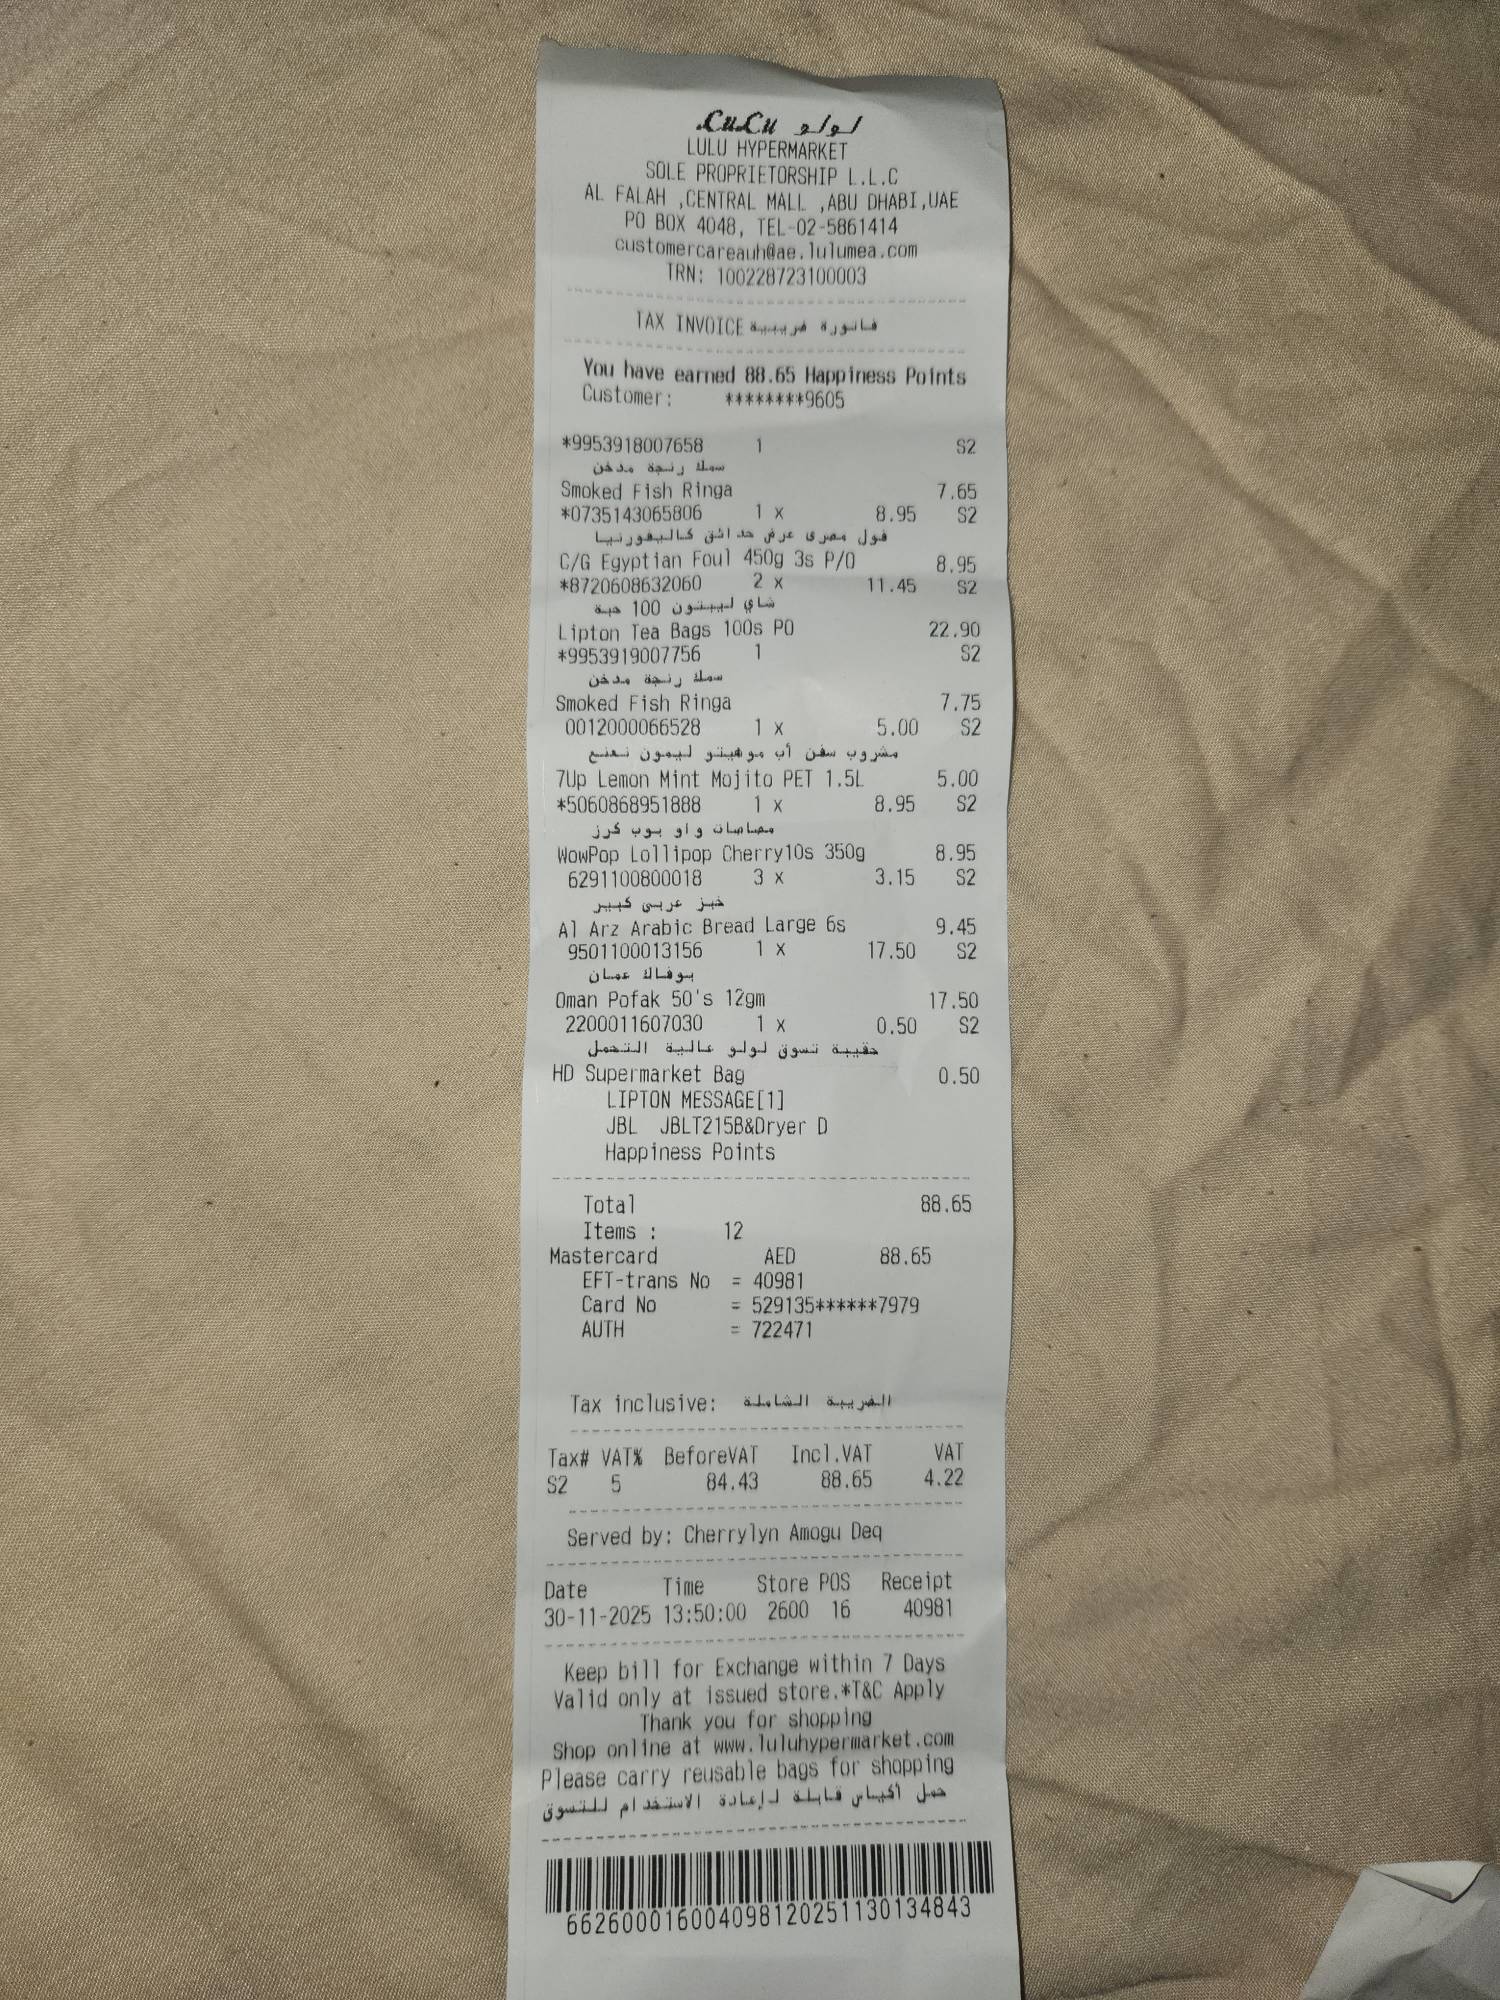 LuLu لولو
LULU HYPERMARKET
SOLE PROPRIETORSHIP L.L.C
AL FALAH ,CENTRAL MALL ,ABU DHABI,UAE
PO BOX 4048, TEL-02-5861414
customercareauh@ae.lulumea.com
TRN: 100228723100003
TAX INVOICE فاتورة ضريبية
You have earned 88.65 Happiness Points
Customer: ********9605
*9953918007658 1 S2
سمك رنجة مدخن
Smoked Fish Ringa 7.65
*0735143065806 1 x 8.95 S2
فول مصرى عرض حدائق كاليفورنيا
C/G Egyptian Foul 450g 3s P/O 8.95
*8720608632060 2 x 11.45 S2
شاي ليبتون 100 حبة
Lipton Tea Bags 100s PO 22.90
*9953919007756 1 S2
سمك رنجة مدخن
Smoked Fish Ringa 7.75
0012000066528 1 x 5.00 S2
مشروب سفن أب موهيتو ليمون نعنع
7Up Lemon Mint Mojito PET 1.5L 5.00
*5060868951888 1 x 8.95 S2
مصاصات واو بوب كرز
WowPop Lollipop Cherry10s 350g 8.95
6291100800018 3 x 3.15 S2
خبز عربي كبير
Al Arz Arabic Bread Large 6s 9.45
9501100013156 1 x 17.50 S2
بوفاك عمان
Oman Pofak 50's 12gm 17.50
2200011607030 1 x 0.50 S2
حقيبة تسوق لولو عالية التحمل
HD Supermarket Bag 0.50
LIPTON MESSAGE[1]
JBL JBLT215B&Dryer D
Happiness Points
Total 88.65
Items : 12
Mastercard AED 88.65
EFT-trans No = 40981
Card No = 529135******7979
AUTH = 722471
Tax inclusive: الضريبة الشاملة
Tax# VAT% BeforeVAT Incl.VAT VAT
S2 5 84.43 88.65 4.22
Served by: Cherrylyn Amogu Deq
Date Time Store POS Receipt
30-11-2025 13:50:00 2600 16 40981
Keep bill for Exchange within 7 Days
Valid only at issued store.*T&C Apply
Thank you for shopping
Shop online at www.luluhypermarket.com
Please carry reusable bags for shopping
حمل أكياس قابلة لإعادة الاستخدام للتسوق
6626000160040981202511301348​43